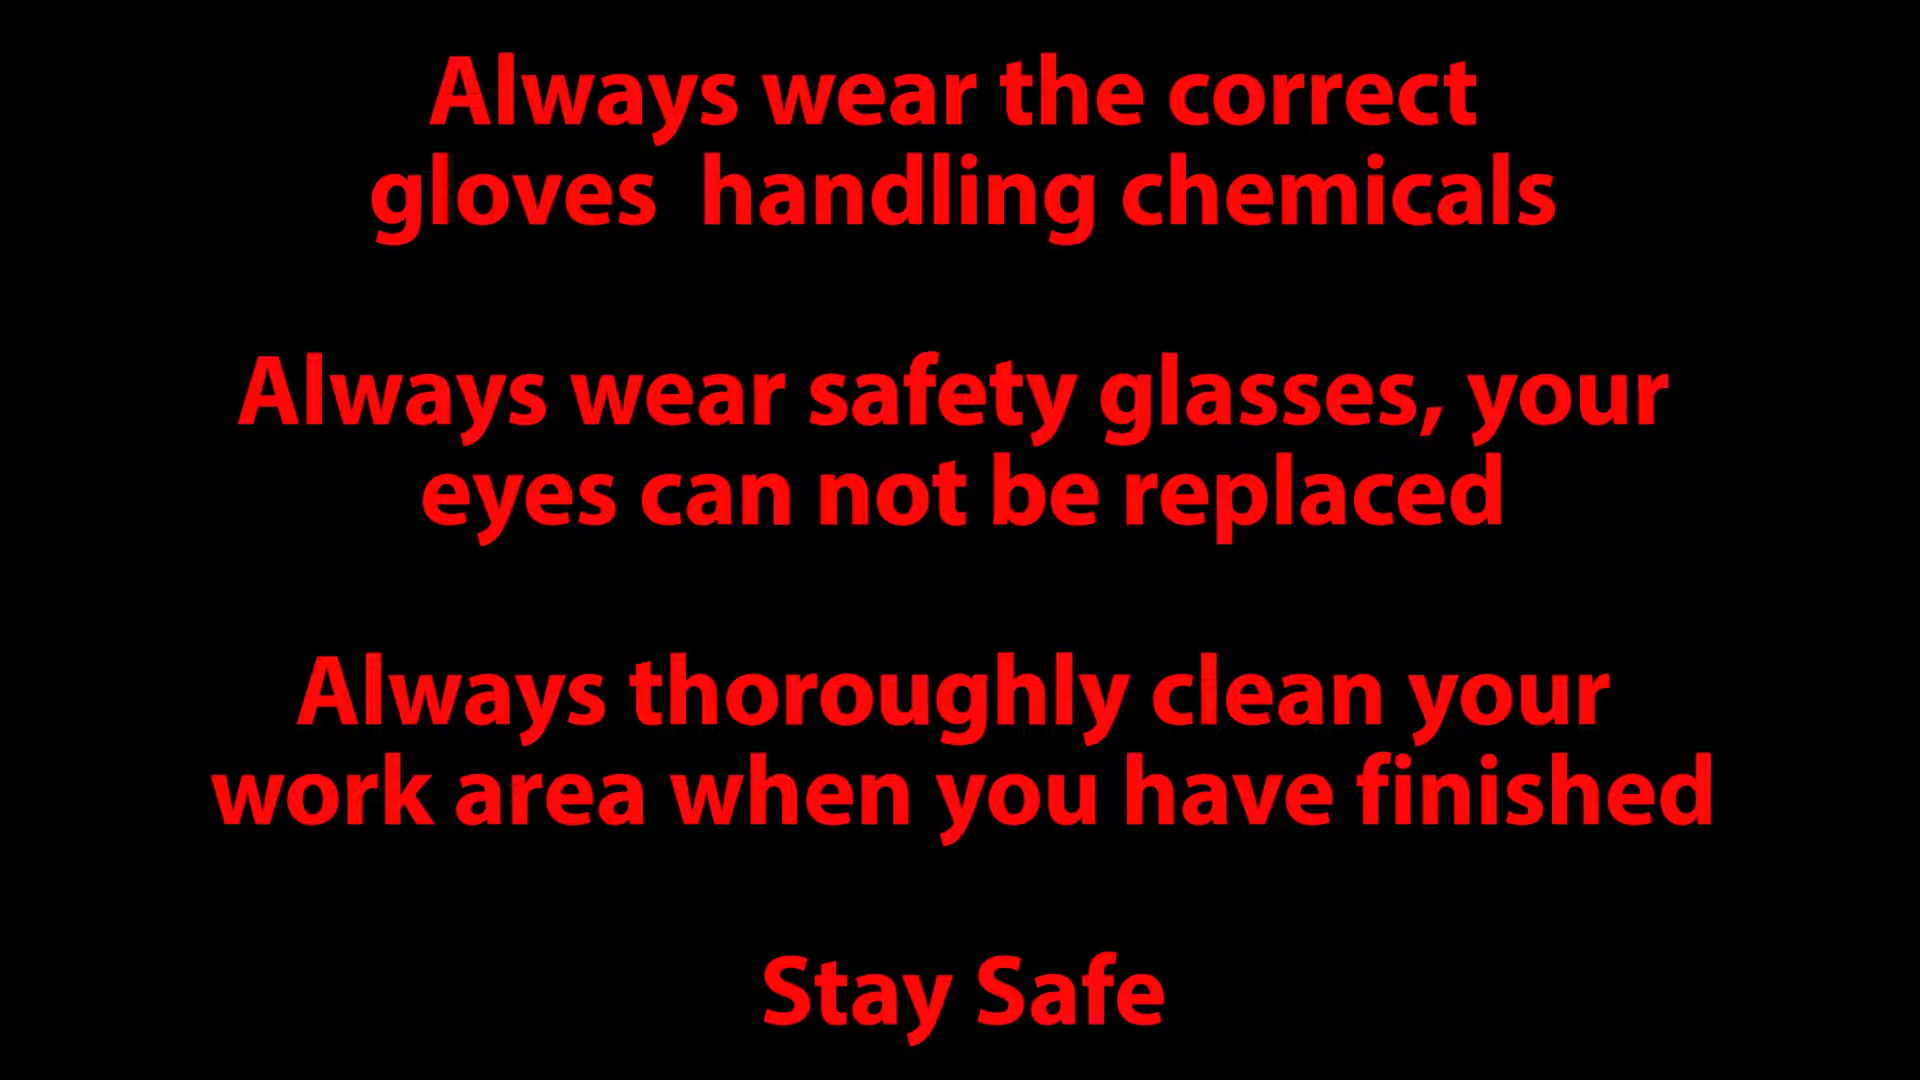 Always wear the correct
gloves  handling chemicals
Always wear safety glasses, your
eyes can not be replaced
Always thoroughly clean your
work area when you have finished
Stay Safe